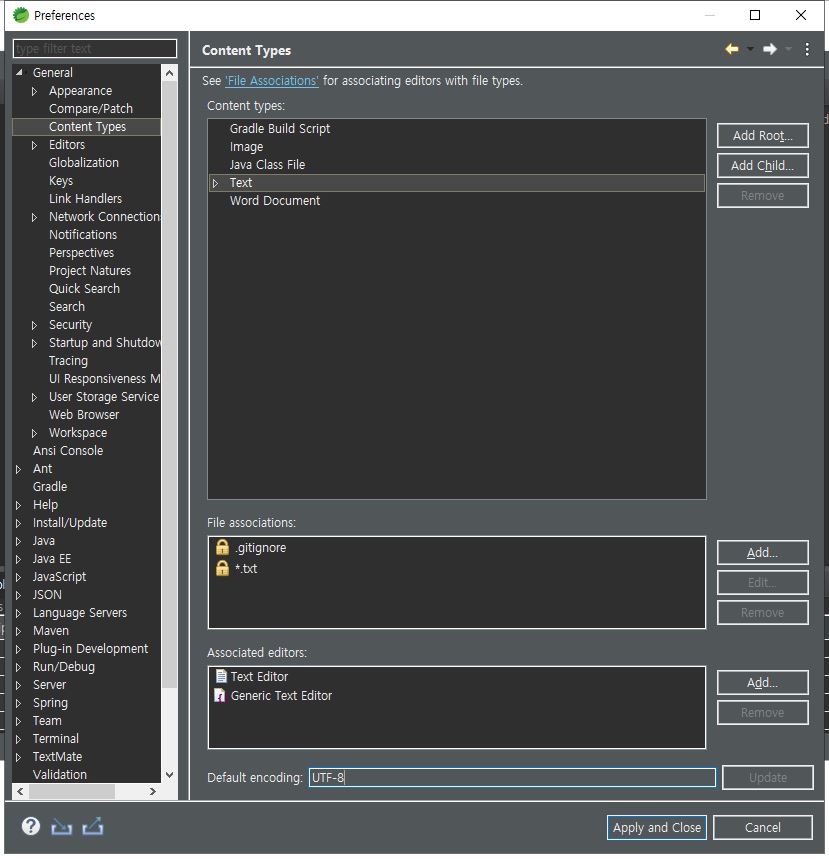 Preferences
type filter text
General
Appearance
Compare/Patch
Content Types
Editors
Globalization
Keys
Link Handlers
Network Connection
Notifications
Perspectives
Project Natures
Quick Search
Search
Security
Startup and Shutdow
Tracing
UI Responsiveness M
User Storage Service
Web Browser
Workspace
Ansi Console
Ant
Gradle
Help
Install/Update
Java
Java EE
JavaScript
JSON
Language Servers
Maven
Plug-in Development
Run/Debug
Server
Spring
Team
Terminal
TextMate
Validation
Content Types
See 'File Associations' for associating editors with file types.
Content types:
Gradle Build Script
Image
Java Class File
Text
Word Document
Add Root...
Add Child...
Remove
File associations:
.gitignore
*.txt
Add...
Edit...
Remove
Associated editors:
Text Editor
Generic Text Editor
Add...
Remove
Default encoding: UTF-8 Update
Apply and Close Cancel